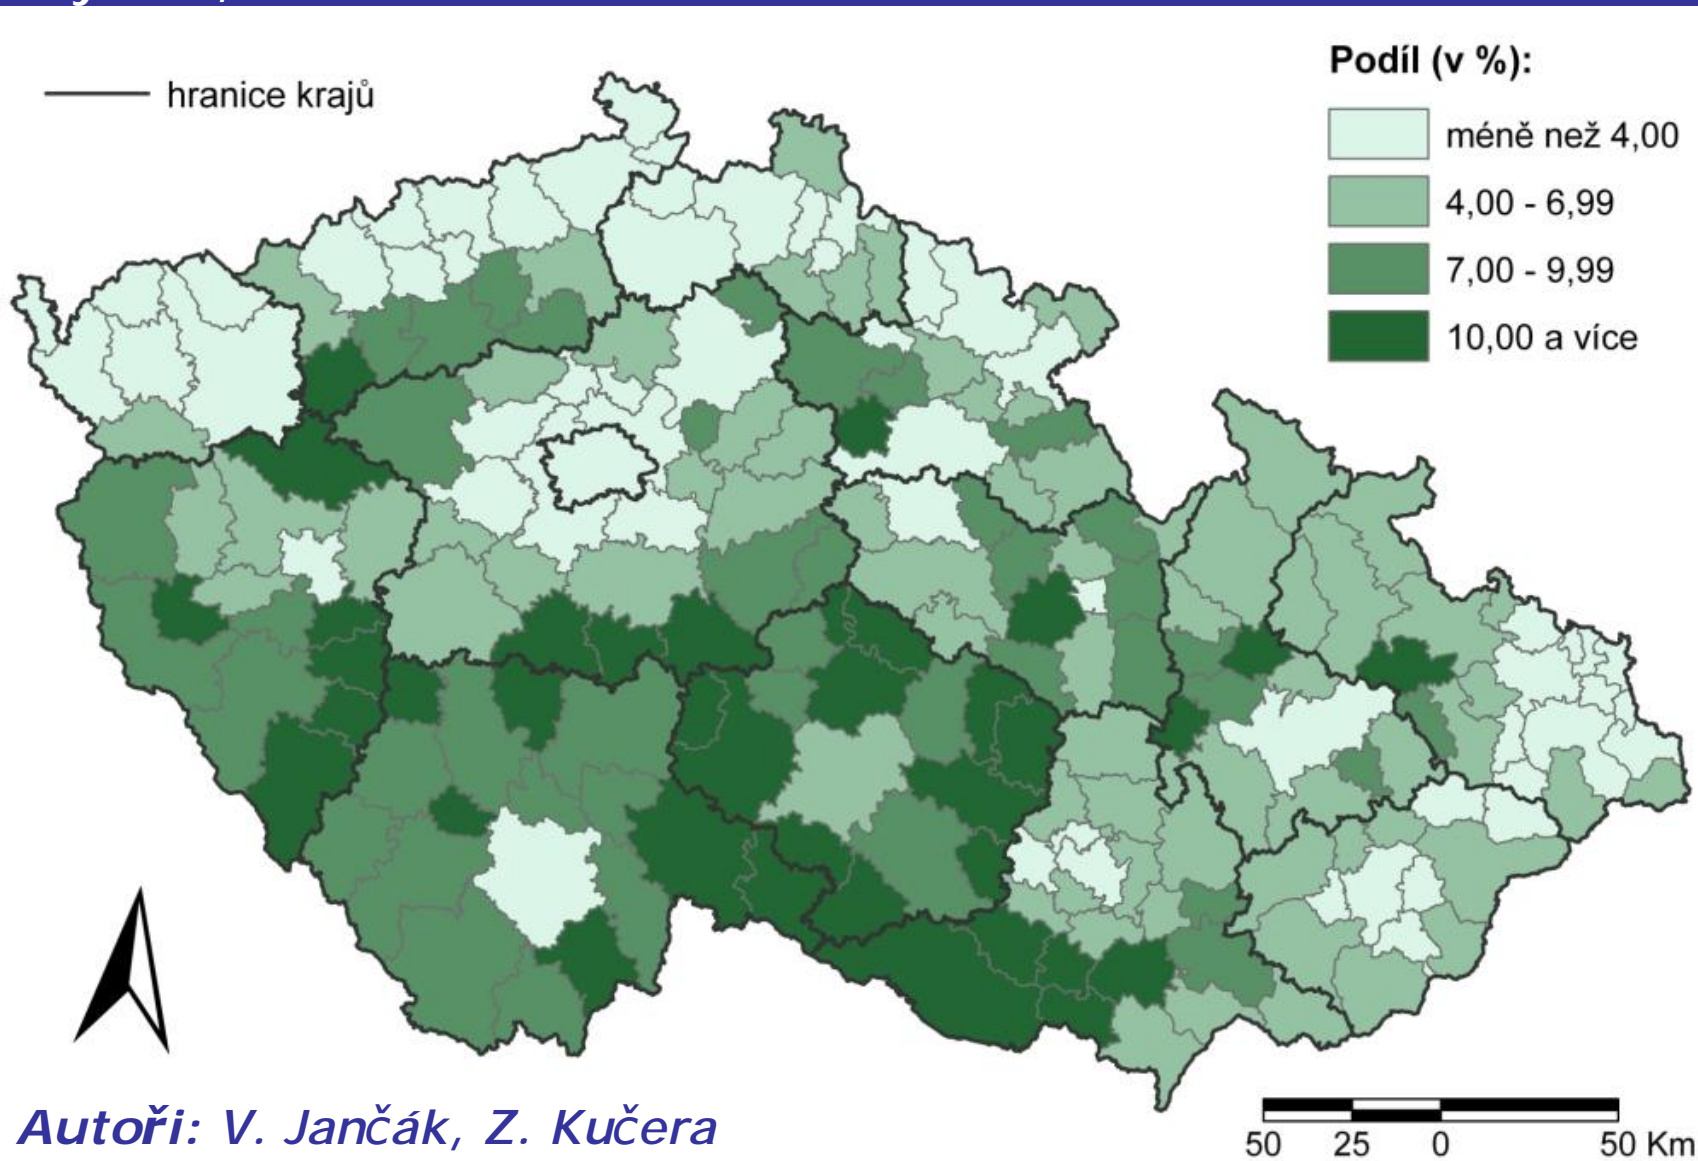 hranice krajů
Podíl (v %):
méně než 4,00
4,00 - 6,99
7,00 - 9,99
10,00 a více
Autoři: V. Jančák, Z. Kučera
50 25 0 50 Km